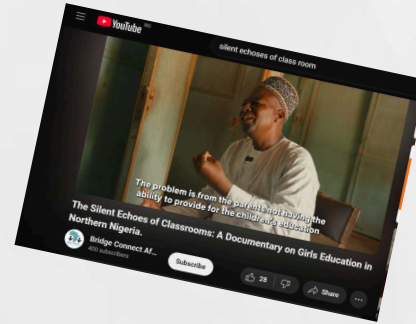 YouTube NG
silent echoses of class room
The problem is from the parents not having the
ability to provide for the children's education
The Silent Echoes of Classrooms: A Documentary on Girls Education in
Northern Nigeria.
Bridge Connect Af...
400 subscribers
Subscribe
28
Share